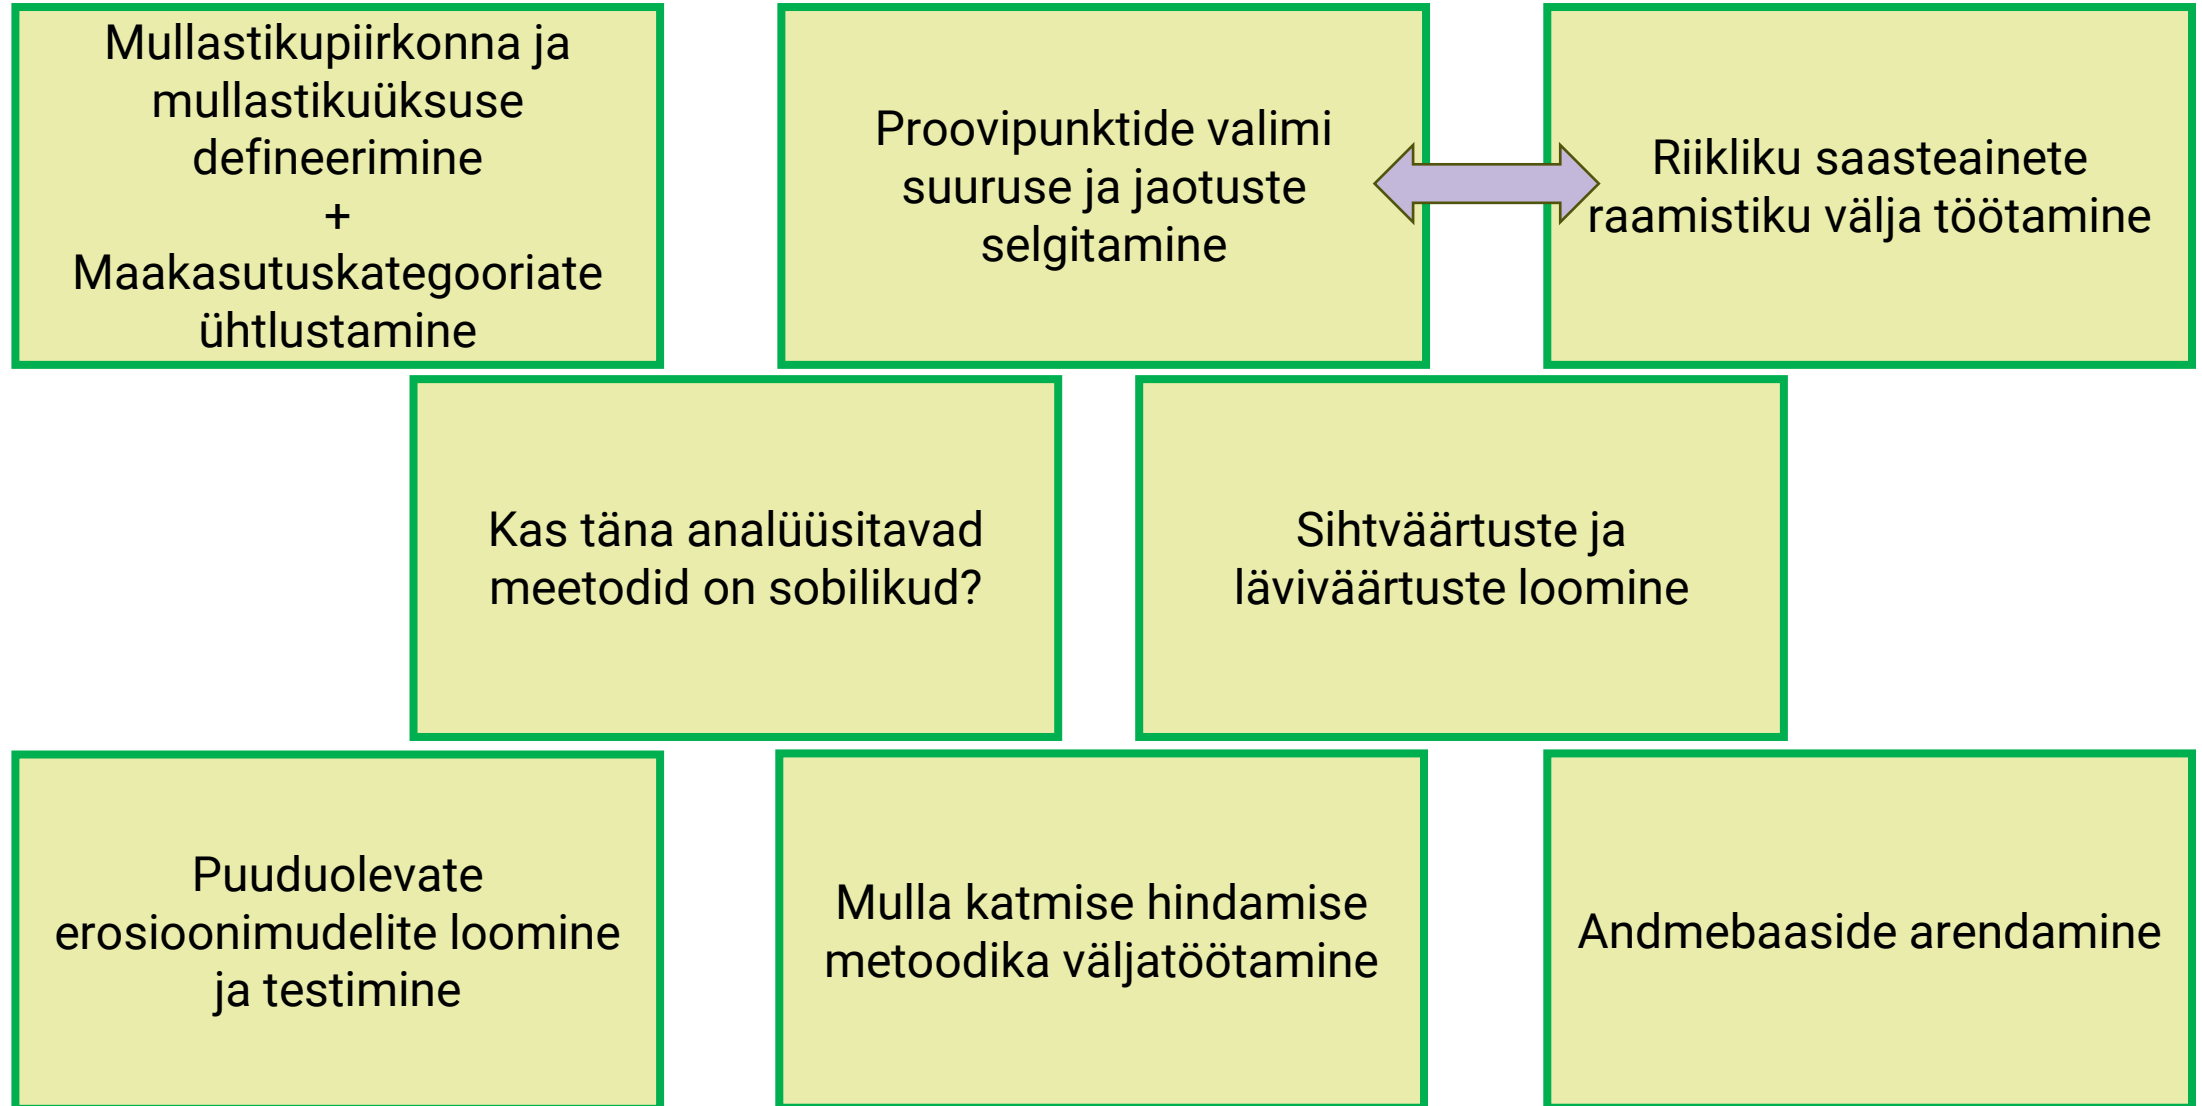 Mullastikupiirkonna ja
mullastikuüksuse
defineerimine
+
Maakasutuskategooriate
ühtlustamine
Proovipunktide valimi
suuruse ja jaotuste
selgitamine
Riikliku saasteainete
raamistiku välja töötamine
Kas täna analüüsitavad
meetodid on sobilikud?
Sihtväärtuste ja
läviväärtuste loomine
Puuduolevate
erosioonimudelite loomine
ja testimine
Mulla katmise hindamise
metoodika väljatöötamine
Andmebaaside arendamine